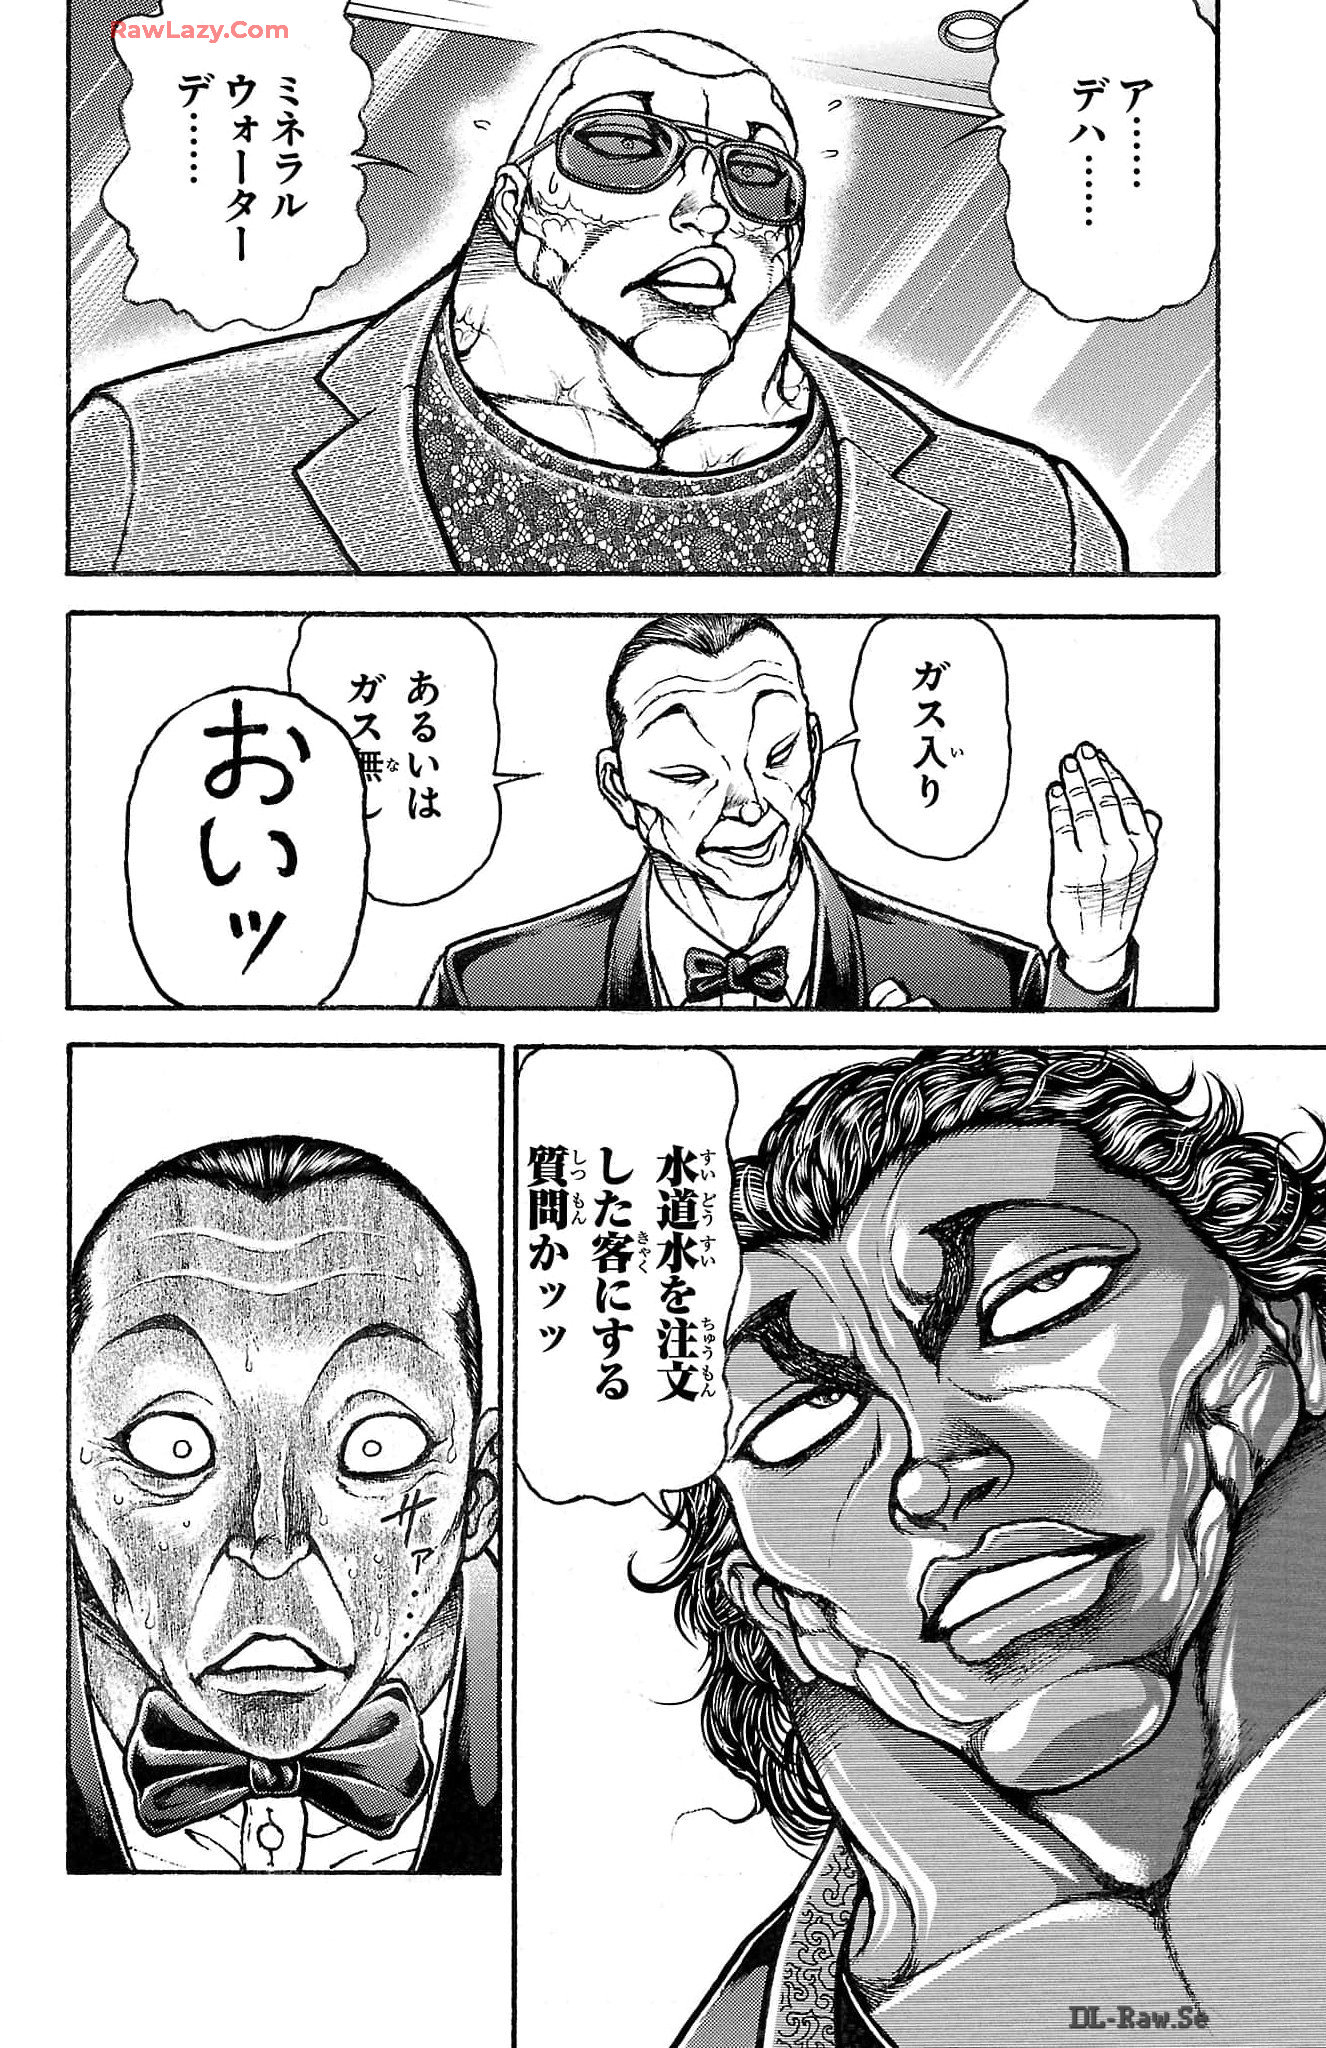 RawLazy.Com
ア……
デハ……
ミネラル
ウォーター
デ……
ガス入り
あるいは
ガス無し
おいッ
水道水を注文
した客にする
質問かッッ
サァ…
DL-Raw.Se